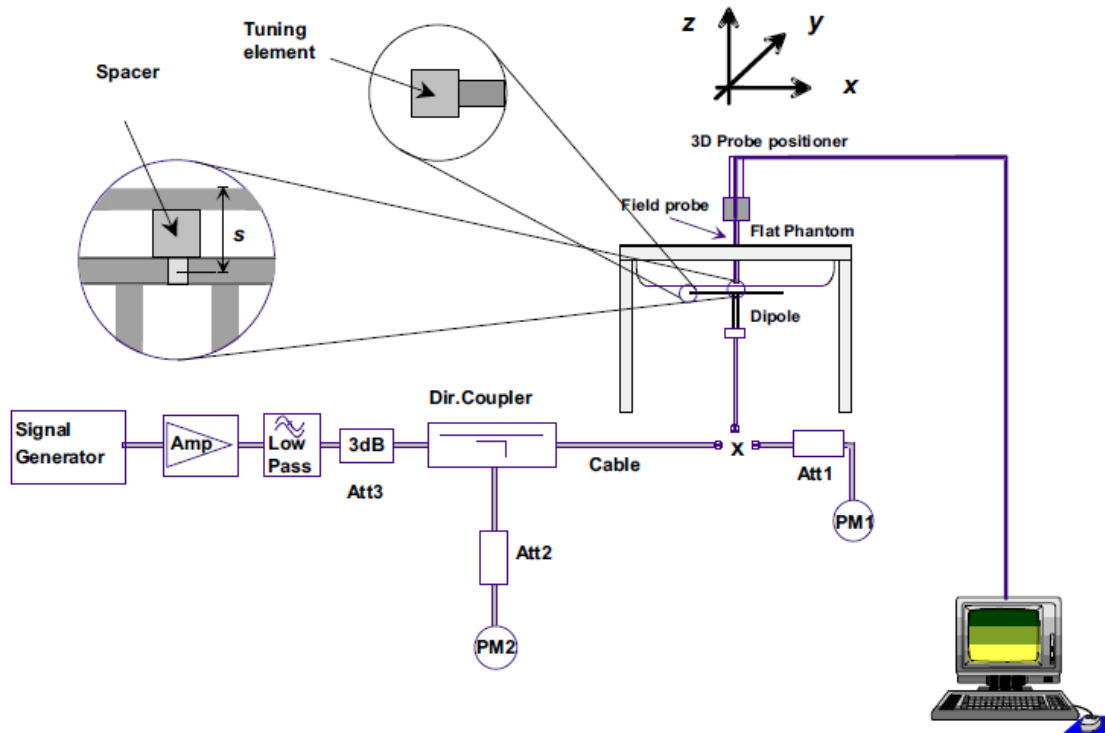 Tuning
element
Spacer
z
y
x
3D Probe positioner
Field probe
Flat Phantom
s
Dipole
Dir.Coupler
Signal
Generator
Amp
Low
Pass
3dB
Att3
Cable
x
Att1
PM1
Att2
PM2